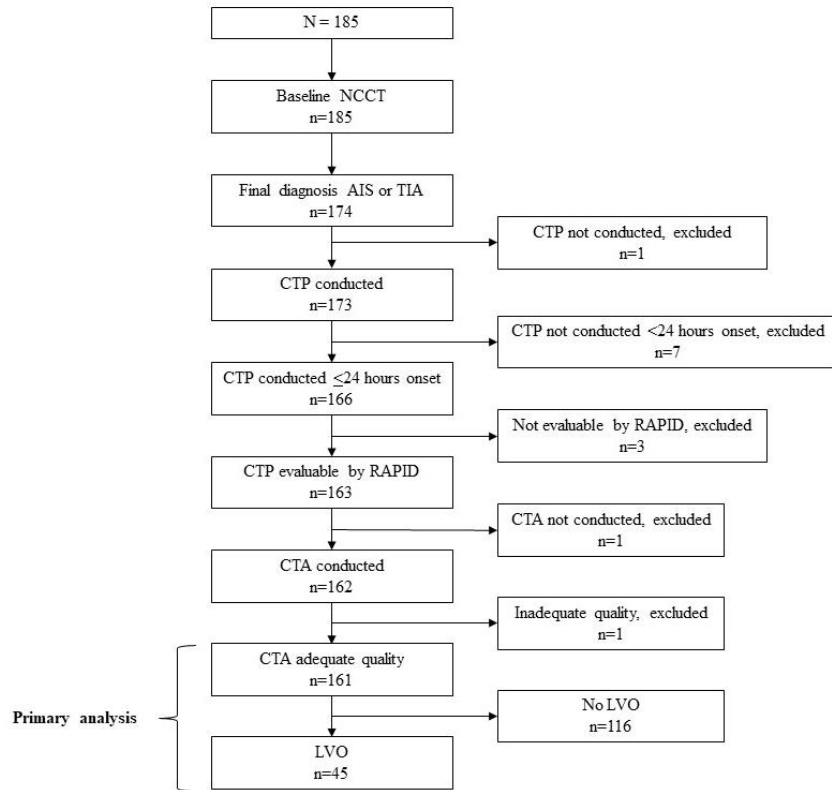 N = 185
Baseline NCCT
n=185
Final diagnosis AIS or TIA
n=174
CTP not conducted, excluded
n=1
CTP conducted
n=173
CTP not conducted <24 hours onset, excluded
n=7
CTP conducted ≤24 hours onset
n=166
Not evaluable by RAPID, excluded
n=3
CTP evaluable by RAPID
n=163
CTA not conducted, excluded
n=1
CTA conducted
n=162
Inadequate quality, excluded
n=1
CTA adequate quality
n=161
No LVO
n=116
Primary analysis
LVO
n=45